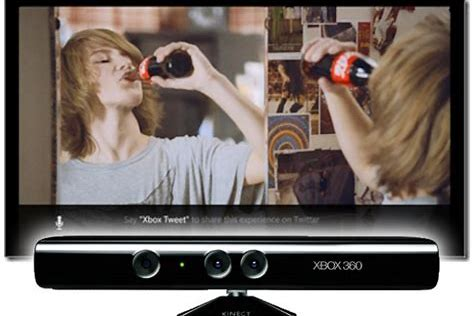 Say "Xbox Tweet" to share this experience on Twitter
XBOX 360
KINECT